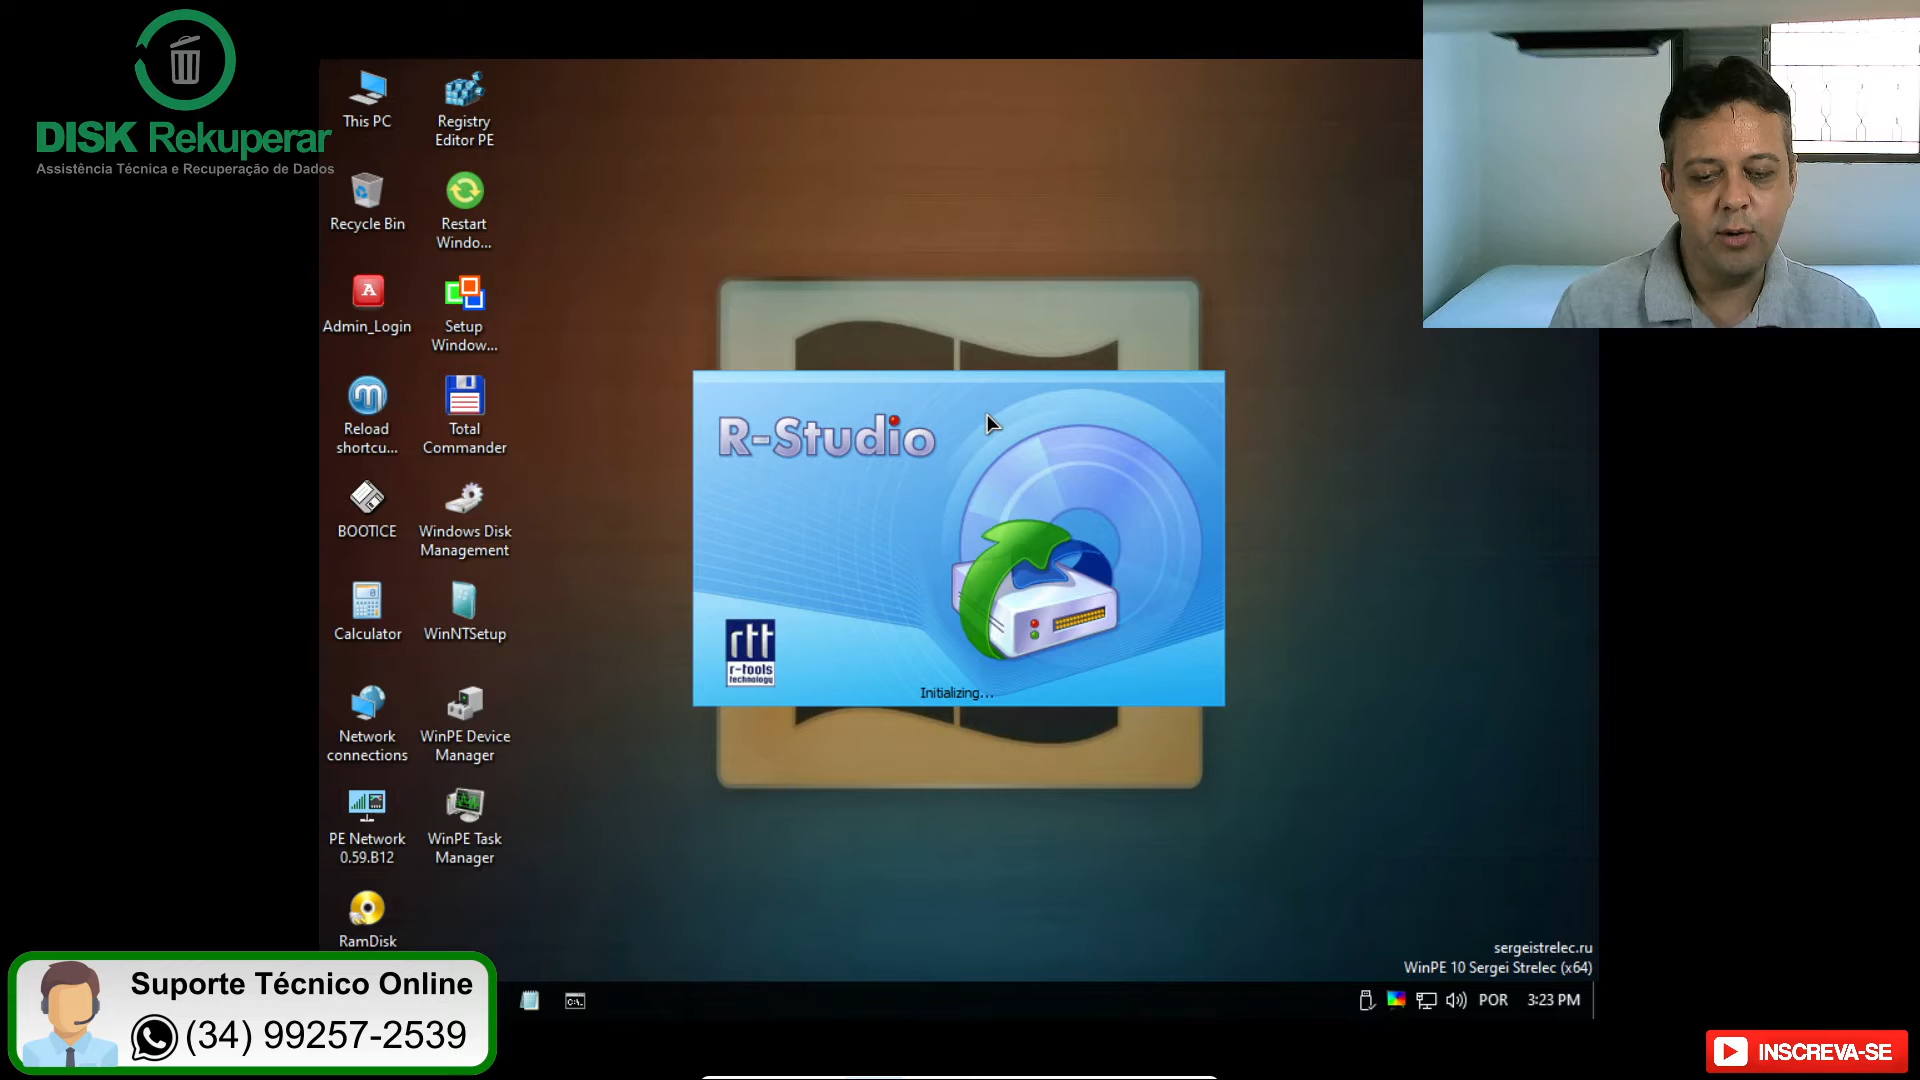 DISK Rekuperar
Assistência Técnica e Recuperação de Dados
This PC
Registry
Editor PE
Recycle Bin
Restart
Windo...
Admin_Login
Setup
Window...
Reload
shortcu...
Total
Commander
BOOTICE
Windows Disk
Management
Calculator
WinNTSetup
Network
connections
WinPE Device
Manager
PE Network
0.59.B12
WinPE Task
Manager
RamDisk
R-Studio
rtt
r-tools
technology
Initializing...
sergeistrelec.ru
WinPE 10 Sergei Strelec (x64)
POR
3:23 PM
Suporte Técnico Online
(34) 99257-2539
INSCREVA-SE